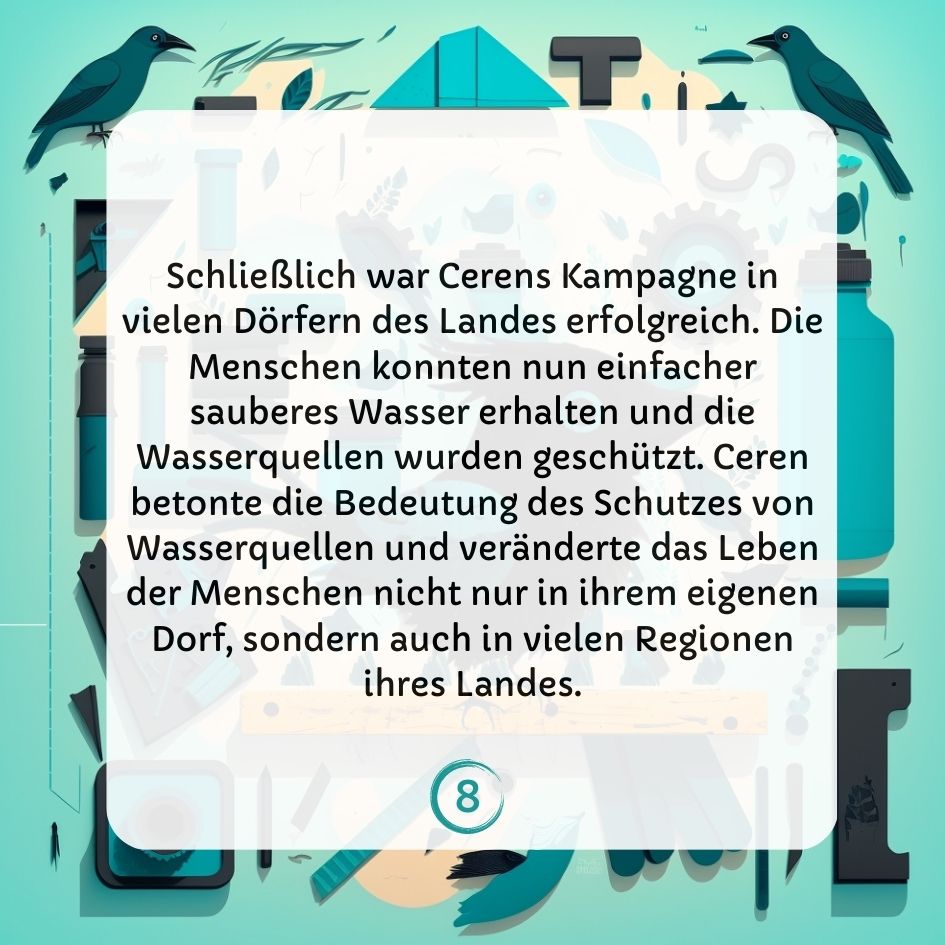 Schließlich war Cerens Kampagne in
vielen Dörfern des Landes erfolgreich. Die
Menschen konnten nun einfacher
sauberes Wasser erhalten und die
Wasserquellen wurden geschützt. Ceren
betonte die Bedeutung des Schutzes von
Wasserquellen und veränderte das Leben
der Menschen nicht nur in ihrem eigenen
Dorf, sondern auch in vielen Regionen
ihres Landes.
8